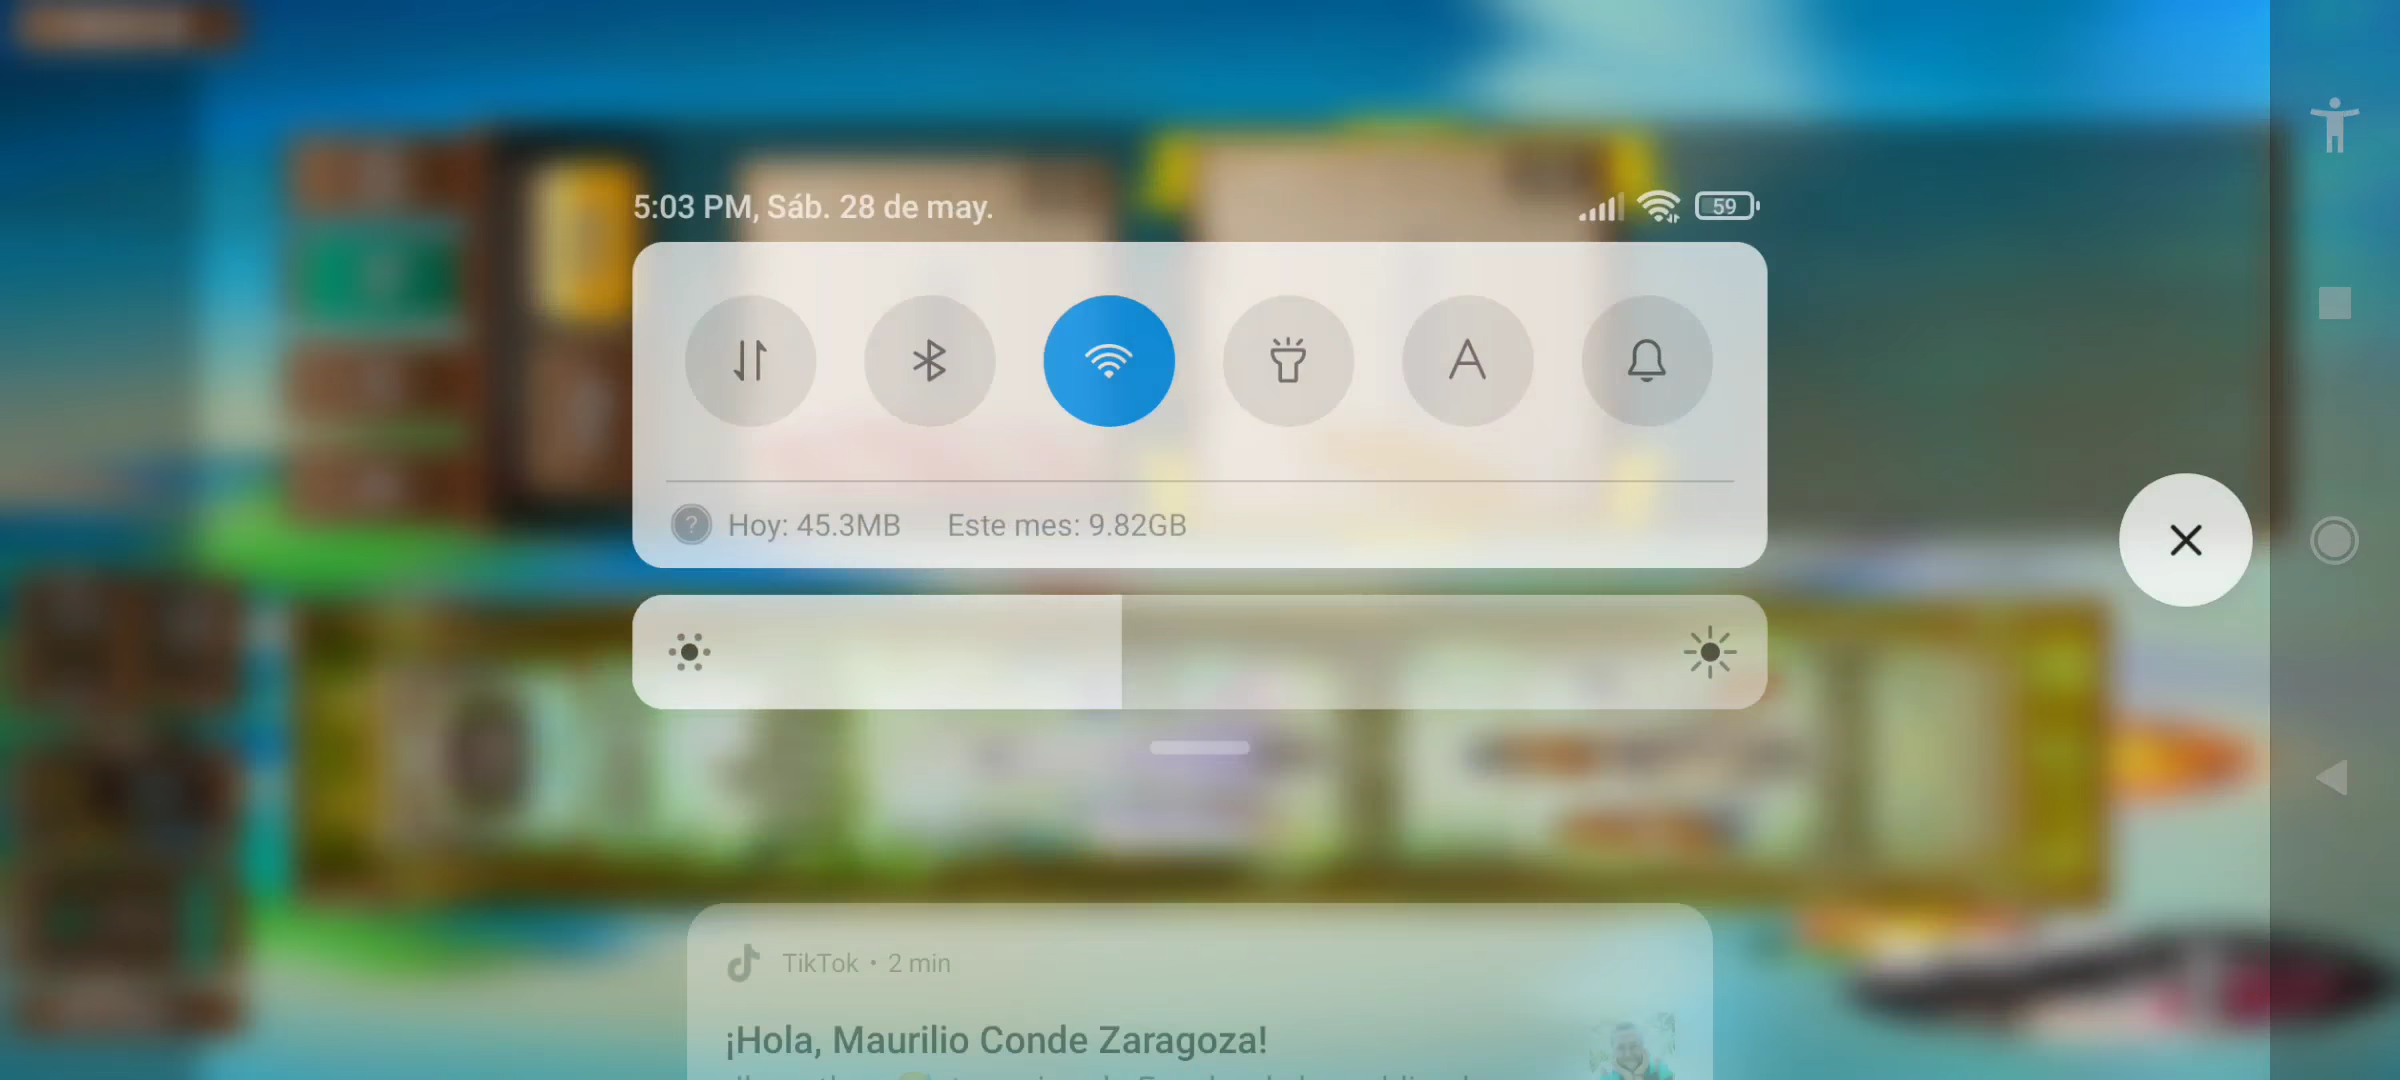 5:03 PM, Sáb. 28 de may.
59
Hoy: 45.3MB Este mes: 9.82GB
TikTok • 2 min
¡Hola, Maurilio Conde Zaragoza!